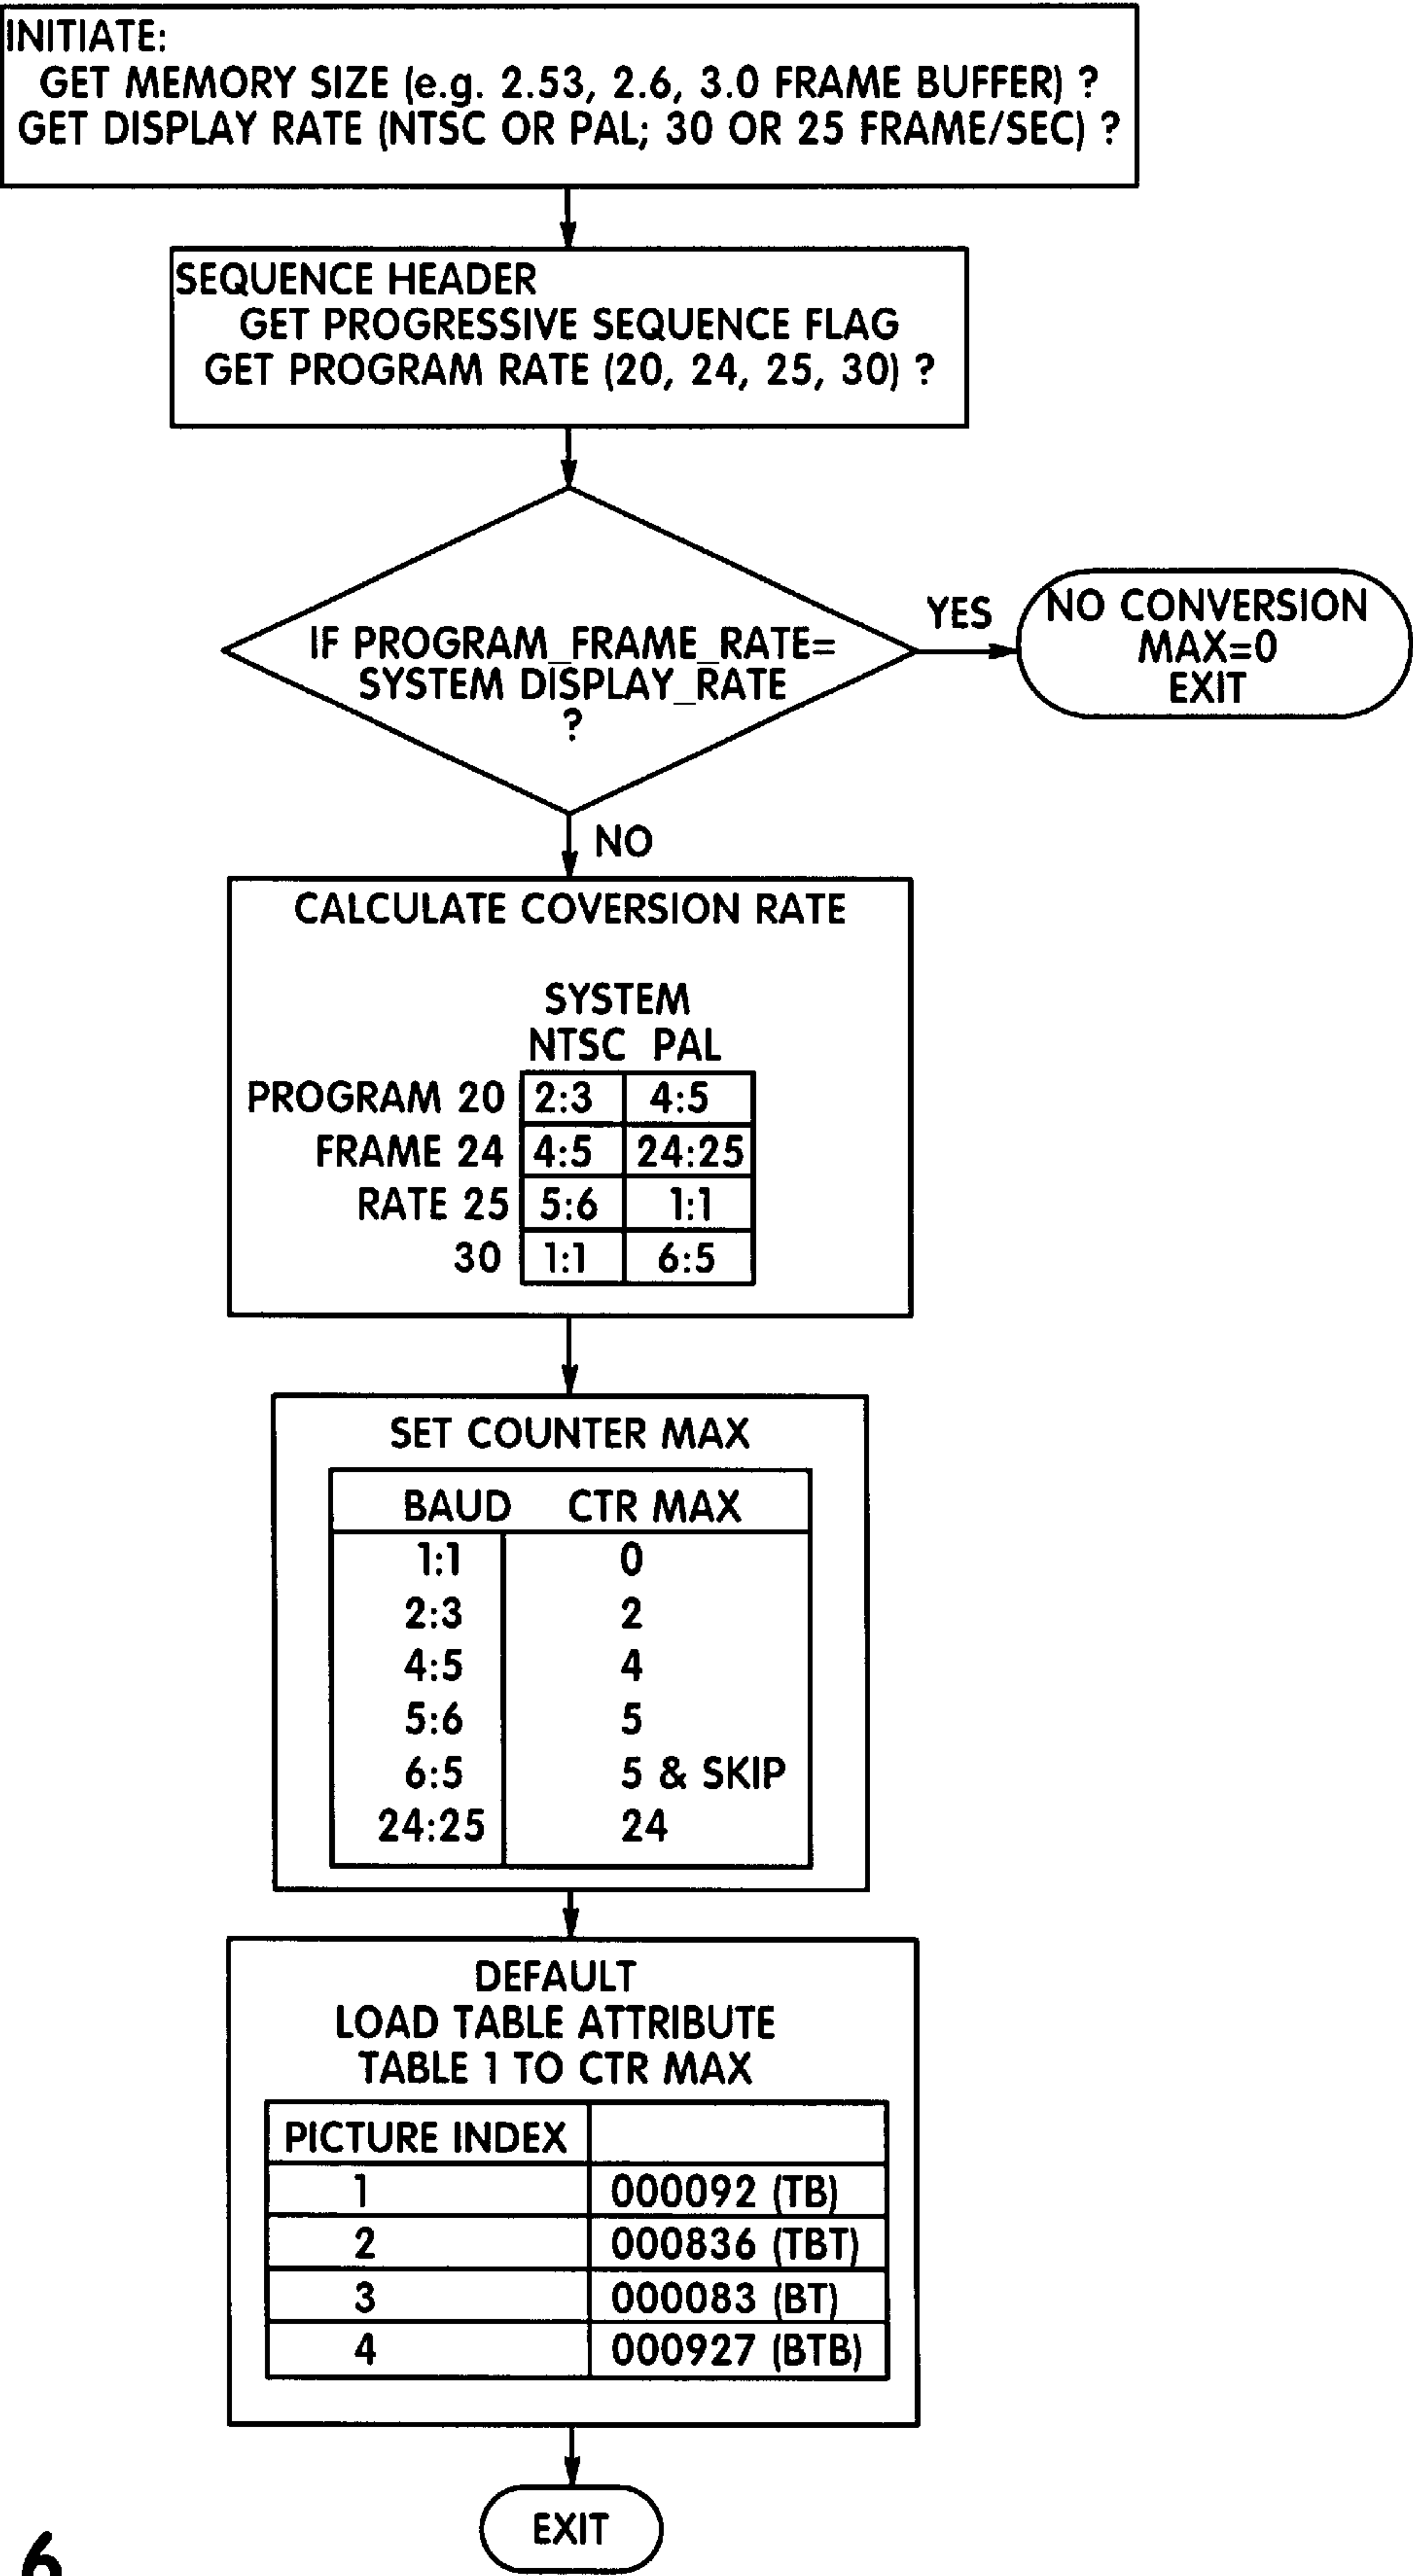 INITIATE:
GET MEMORY SIZE (e.g. 2.53, 2.6, 3.0 FRAME BUFFER) ?
GET DISPLAY RATE (NTSC OR PAL; 30 OR 25 FRAME/SEC) ?
SEQUENCE HEADER
GET PROGRESSIVE SEQUENCE FLAG
GET PROGRAM RATE (20, 24, 25, 30) ?
IF PROGRAM_FRAME_RATE=
SYSTEM DISPLAY_RATE
?
YES
NO CONVERSION
MAX=0
EXIT
NO
CALCULATE COVERSION RATE
SYSTEM
NTSC PAL
PROGRAM 20 2:3 4:5
FRAME 24 4:5 24:25
RATE 25 5:6 1:1
30 1:1 6:5
SET COUNTER MAX
BAUD CTR MAX
1:1 0
2:3 2
4:5 4
5:6 5
6:5 5 & SKIP
24:25 24
DEFAULT
LOAD TABLE ATTRIBUTE
TABLE 1 TO CTR MAX
PICTURE INDEX
1 000092 (TB)
2 000836 (TBT)
3 000083 (BT)
4 000927 (BTB)
EXIT
6